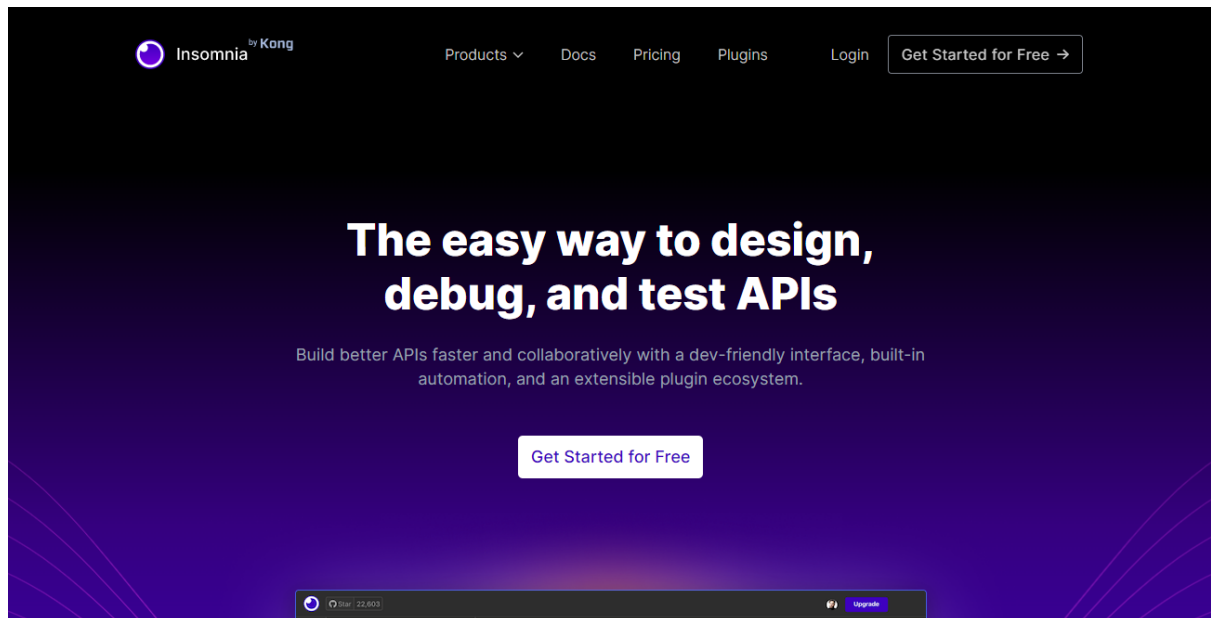 Insomnia by Kong
Products
Docs
Pricing
Plugins
Login
Get Started for Free →
The easy way to design,
debug, and test APIs
Build better APIs faster and collaboratively with a dev-friendly interface, built-in
automation, and an extensible plugin ecosystem.
Get Started for Free
Star 22,603
Upgrade